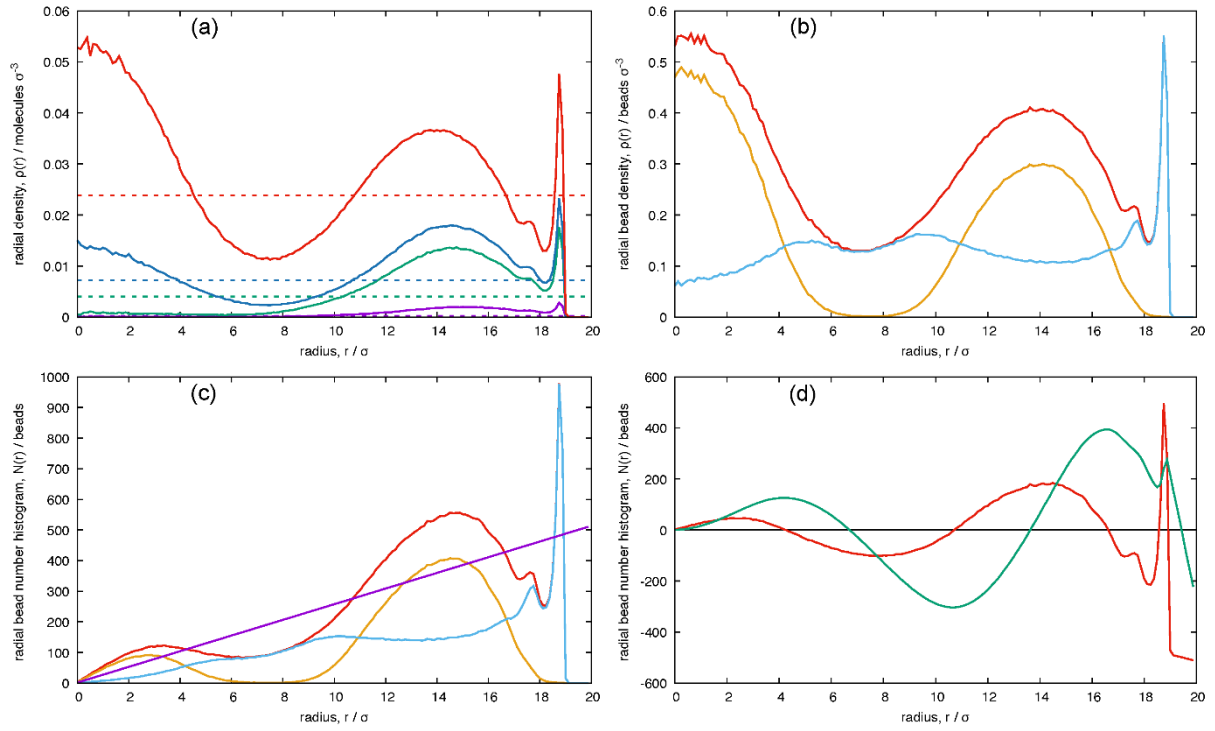 (a)
radial density, ρ(r) / molecules σ⁻³
0.06
0.05
0.04
0.03
0.02
0.01
0
0 2 4 6 8 10 12 14 16 18 20
radius, r / σ
(b)
radial bead density, ρ(r) / beads σ⁻³
0.6
0.5
0.4
0.3
0.2
0.1
0
0 2 4 6 8 10 12 14 16 18 20
radius, r / σ
(c)
radial bead number histogram, N(r) / beads
1000
900
800
700
600
500
400
300
200
100
0
0 2 4 6 8 10 12 14 16 18 20
radius, r / σ
(d)
radial bead number histogram, N(r) / beads
600
400
200
0
-200
-400
-600
0 2 4 6 8 10 12 14 16 18 20
radius, r / σ